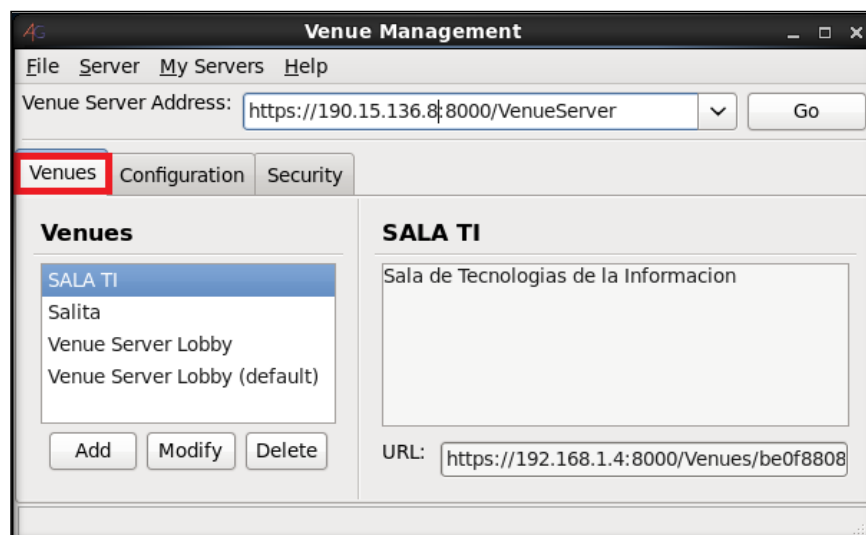 AG Venue Management
File Server My Servers Help
Venue Server Address: https://190.15.136.8:8000/VenueServer Go
Venues Configuration Security
Venues
SALA TI
Salita
Venue Server Lobby
Venue Server Lobby (default)
Add Modify Delete
SALA TI
Sala de Tecnologias de la Informacion
URL: https://192.168.1.4:8000/Venues/be0f8808